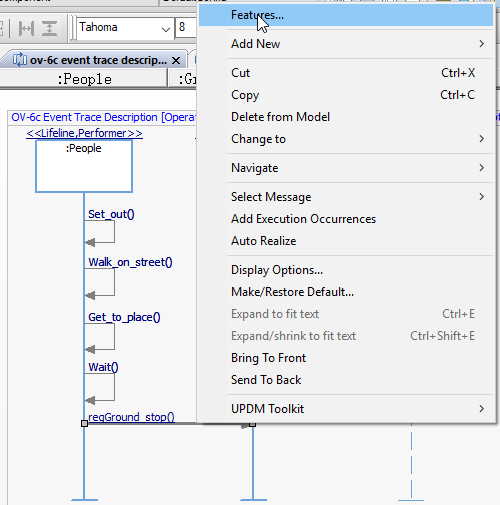 Tahoma
8
ov-6c event trace descrip...
:People
:G
OV-6c Event Trace Description [Opera
<<Lifeline,Performer>>
:People
Set_out()
Walk_on_street()
Get_to_place()
Wait()
reqGround_stop()
Features...
Add New
Cut Ctrl+X
Copy Ctrl+C
Delete from Model
Change to
Navigate
Select Message
Add Execution Occurrences
Auto Realize
Display Options...
Make/Restore Default...
Expand to fit text Ctrl+E
Expand/shrink to fit text Ctrl+Shift+E
Bring To Front
Send To Back
UPDM Toolkit